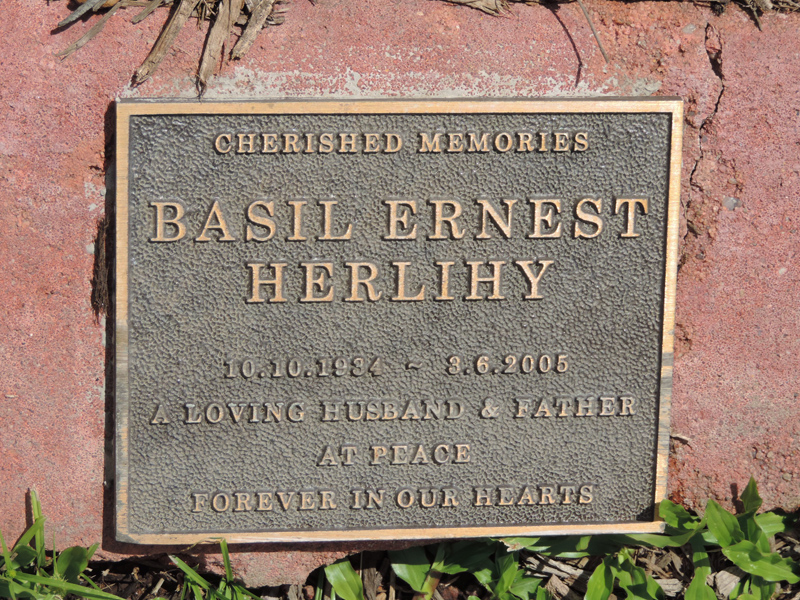 CHERISHED MEMORIES
BASIL ERNEST
HERLIHY
10.10.1934 ~ 3.6.2005
A LOVING HUSBAND & FATHER
AT PEACE
FOREVER IN OUR HEARTS